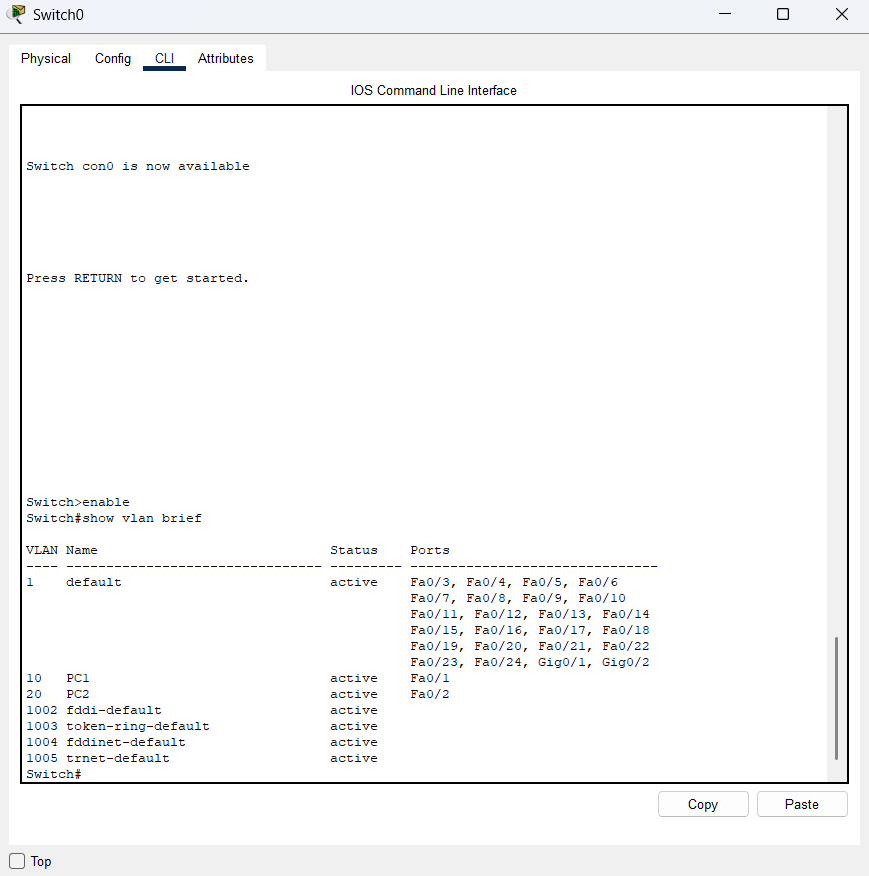 Switch0
Physical Config CLI Attributes
IOS Command Line Interface
Switch con0 is now available
Press RETURN to get started.
Switch>enable
Switch#show vlan brief
VLAN Name                             Status    Ports
---- -------------------------------- --------- -------------------------------
1    default                          active    Fa0/3, Fa0/4, Fa0/5, Fa0/6
                                                Fa0/7, Fa0/8, Fa0/9, Fa0/10
                                                Fa0/11, Fa0/12, Fa0/13, Fa0/14
                                                Fa0/15, Fa0/16, Fa0/17, Fa0/18
                                                Fa0/19, Fa0/20, Fa0/21, Fa0/22
                                                Fa0/23, Fa0/24, Gig0/1, Gig0/2
10   PC1                              active    Fa0/1
20   PC2                              active    Fa0/2
1002 fddi-default                     active
1003 token-ring-default               active
1004 fddinet-default                  active
1005 trnet-default                    active
Switch#
Copy Paste
Top